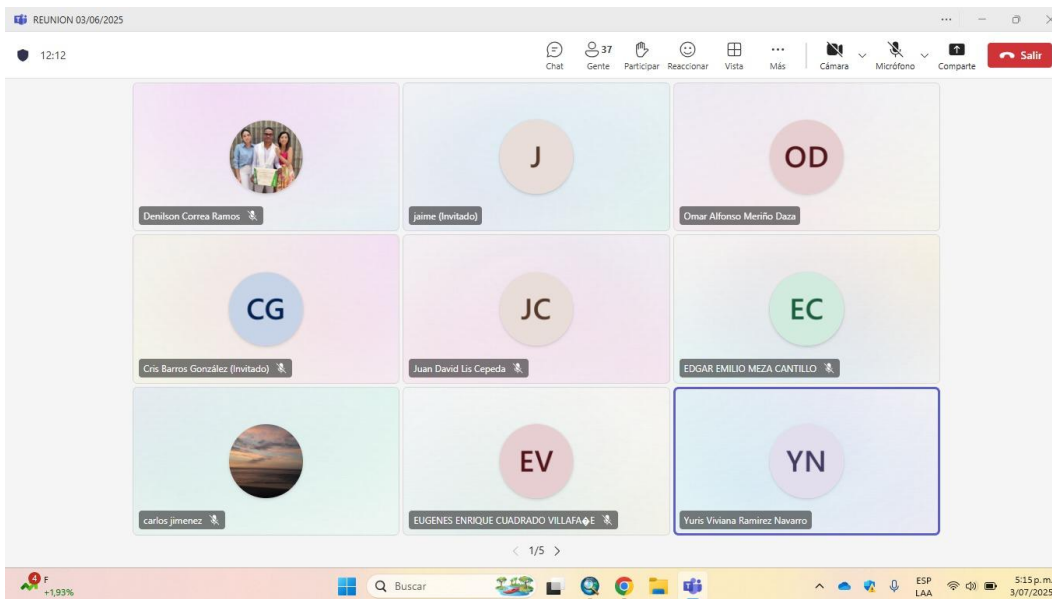 REUNION 03/06/2025
12:12
37
Chat Gente Participar Reaccionar Vista Más Cámara Micrófono Comparte Salir
J OD
Denilson Correa Ramos jaime (Invitado) Omar Alfonso Meriño Daza
CG JC EC
Cris Barros González (Invitado) Juan David Lis Cepeda EDGAR EMILIO MEZA CANTILLO
EV YN
carlos jimenez EUGENES ENRIQUE CUADRADO VILLAFA�E Yuris Viviana Ramirez Navarro
1/5
4 F
+1,93%
Buscar
ESP
LAA
5:15 p. m.
3/07/2025